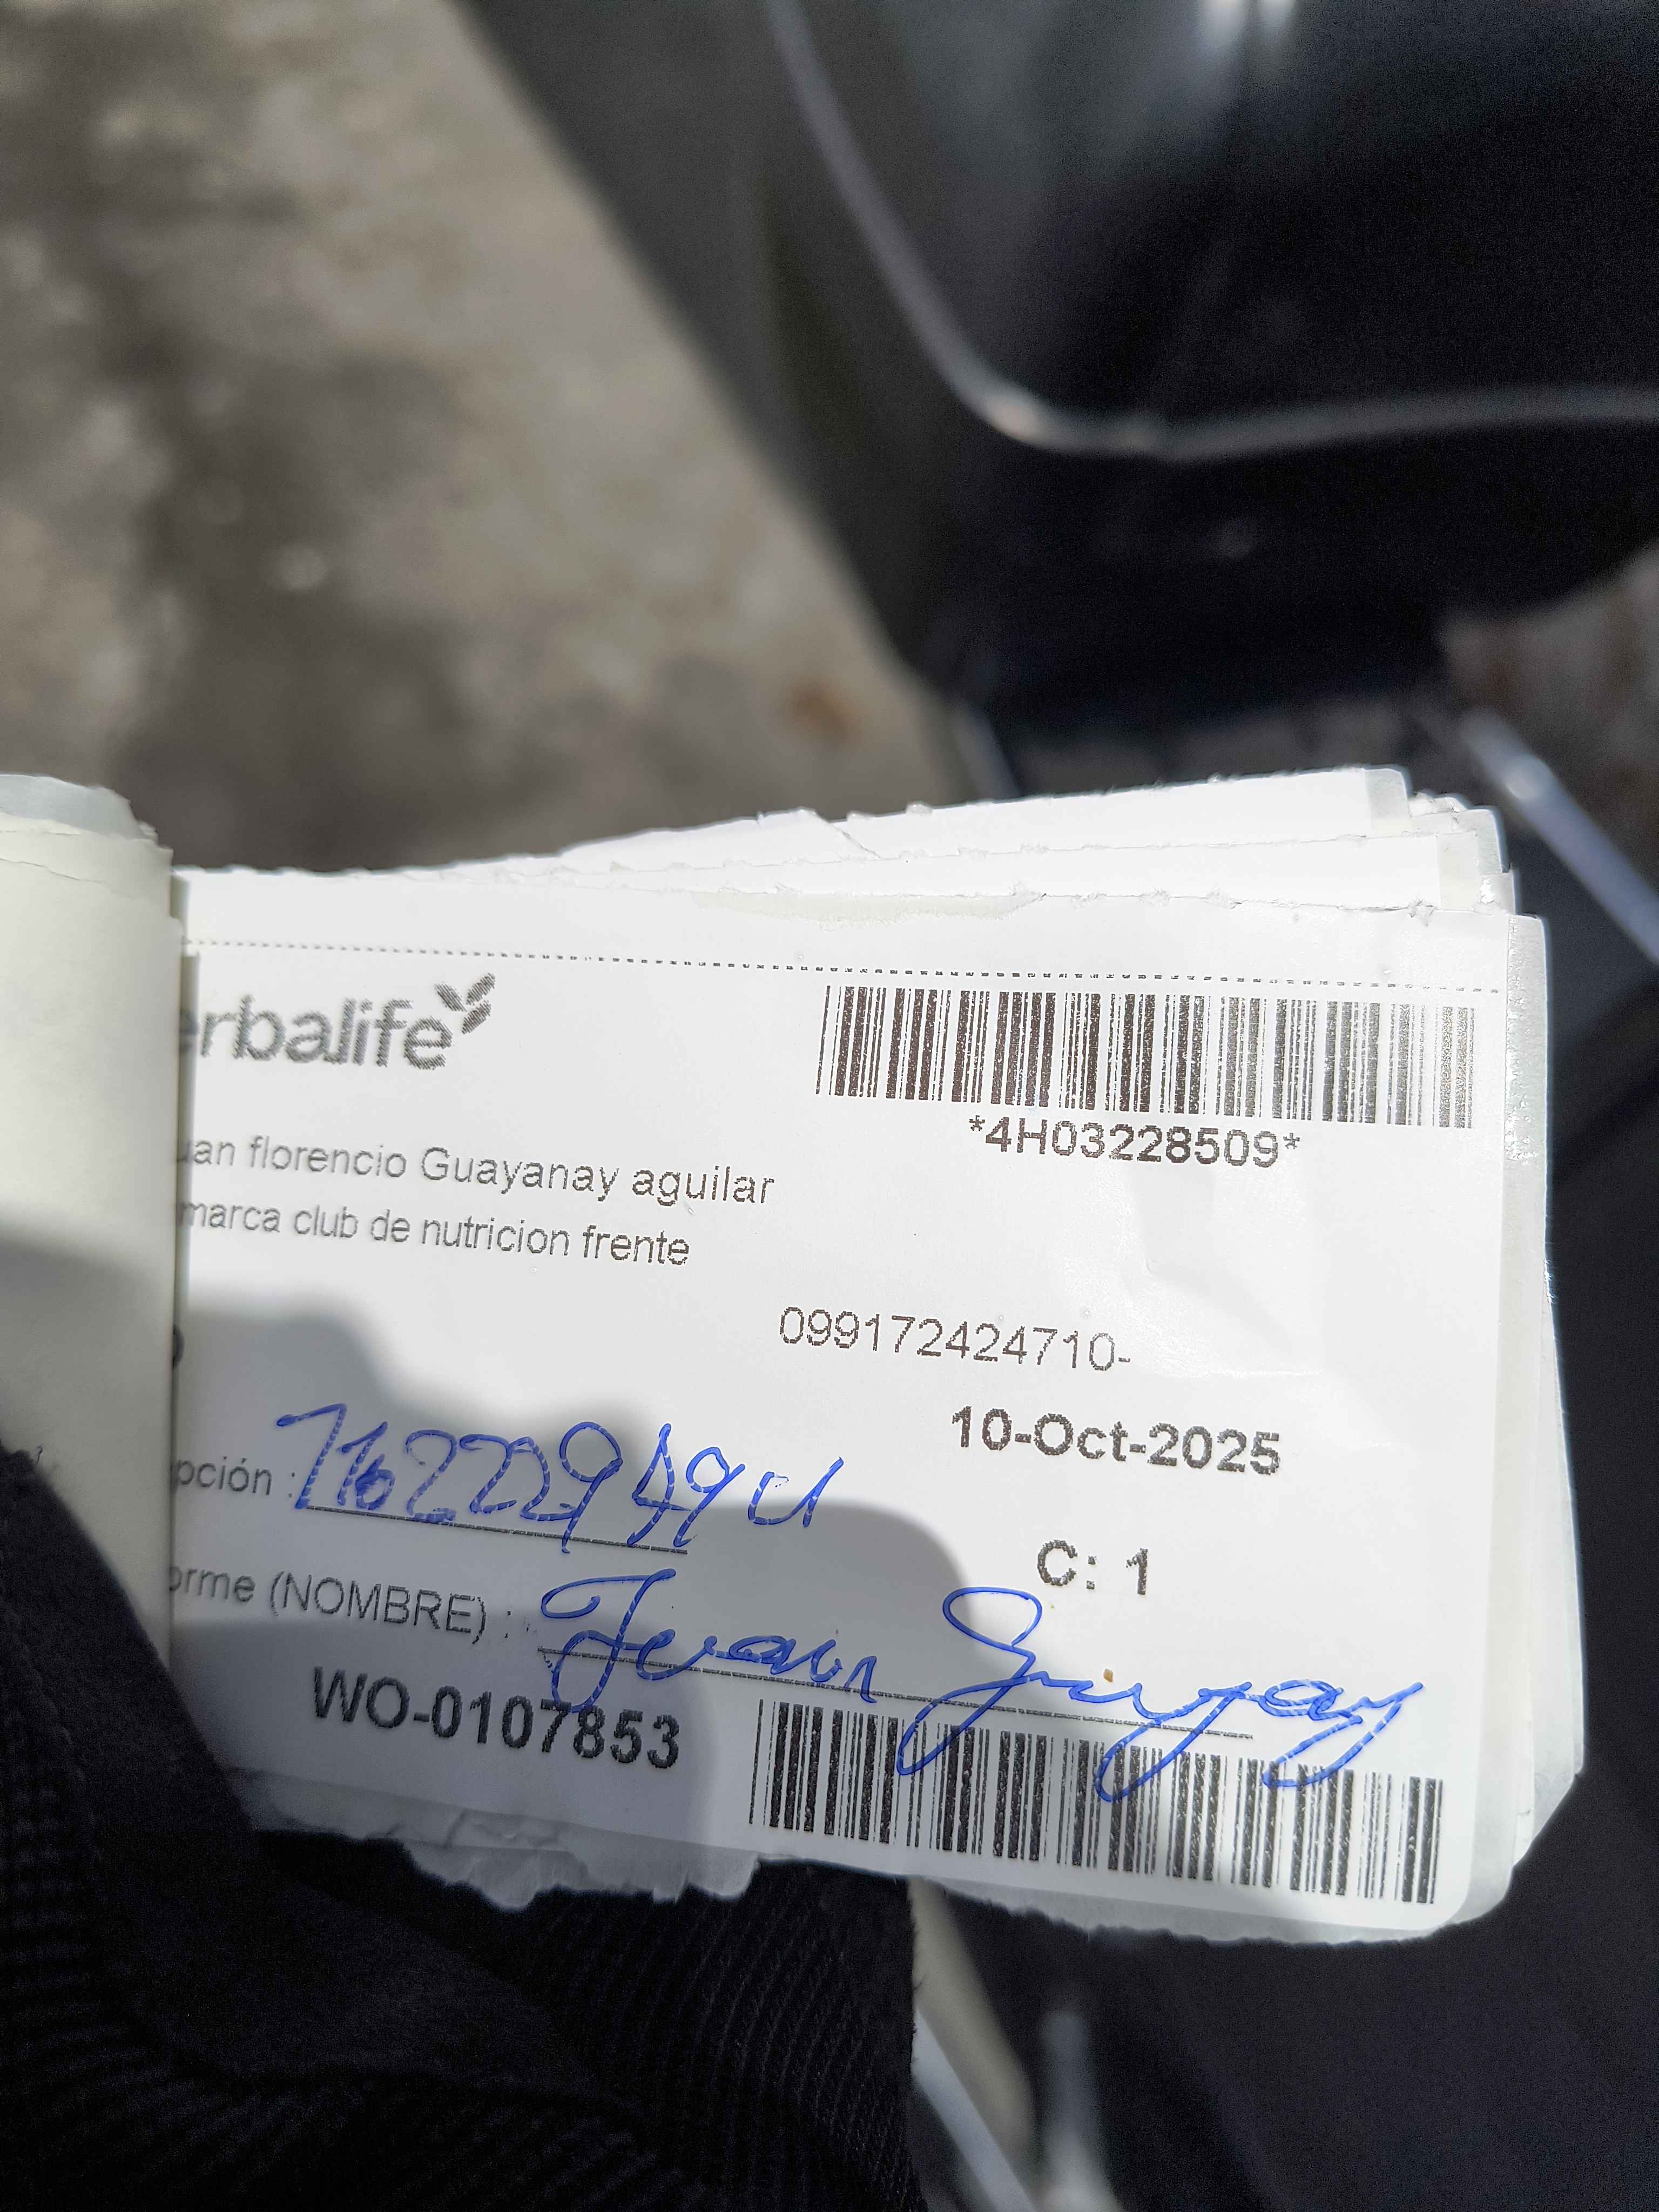 erbalife
*4H03228509*
uan florencio Guayanay aguilar
marca club de nutricion frente
099172424710-
10-Oct-2025
pción :
C: 1
orme (NOMBRE) : Juan
WO-0107853